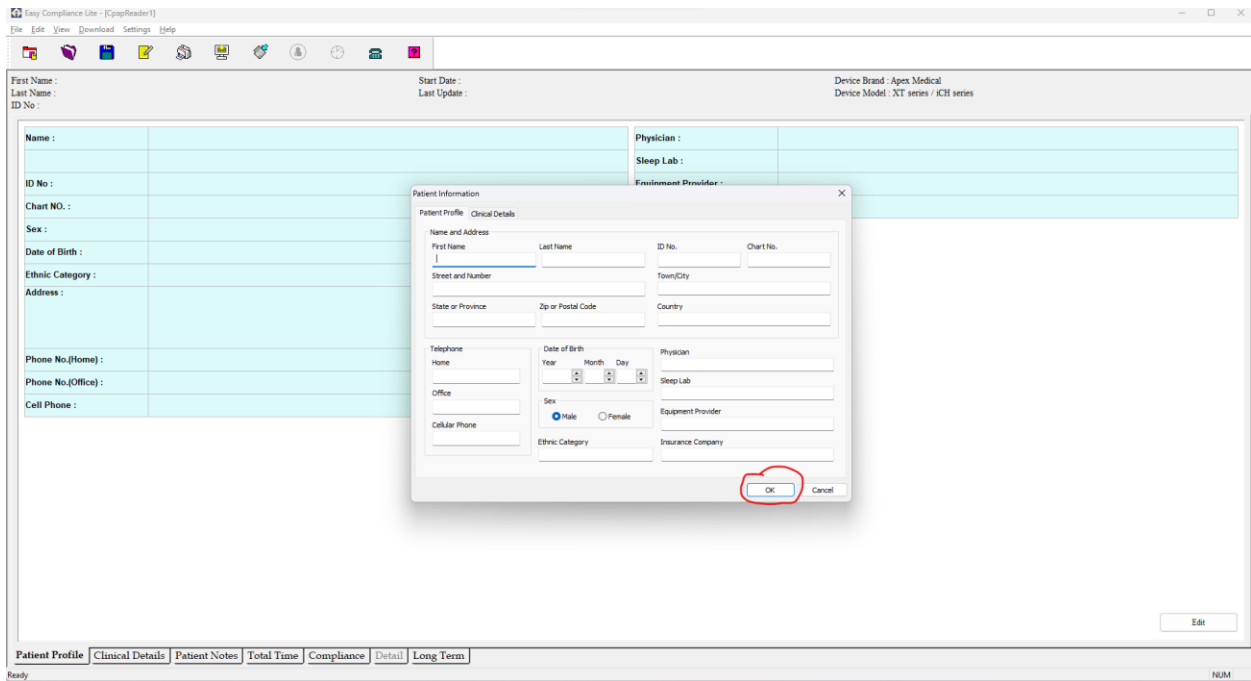 Easy Compliance Lite - [CpapReader1]
File Edit View Download Settings Help
First Name :
Last Name :
ID No :
Start Date :
Last Update :
Device Brand : Apex Medical
Device Model : XT series / iCH series
Name :
ID No :
Chart NO. :
Sex :
Date of Birth :
Ethnic Category :
Address :
Phone No.(Home) :
Phone No.(Office) :
Cell Phone :
Physician :
Sleep Lab :
Equipment Provider :
Patient Information
Patient Profile Clinical Details
Name and Address
First Name Last Name ID No. Chart No.
Street and Number Town/City
State or Province Zip or Postal Code Country
Telephone
Home
Office
Cellular Phone
Date of Birth
Year Month Day
Sex
Male Female
Ethnic Category
Physician
Sleep Lab
Equipment Provider
Insurance Company
OK Cancel
Edit
Patient Profile Clinical Details Patient Notes Total Time Compliance Detail Long Term
Ready NUM